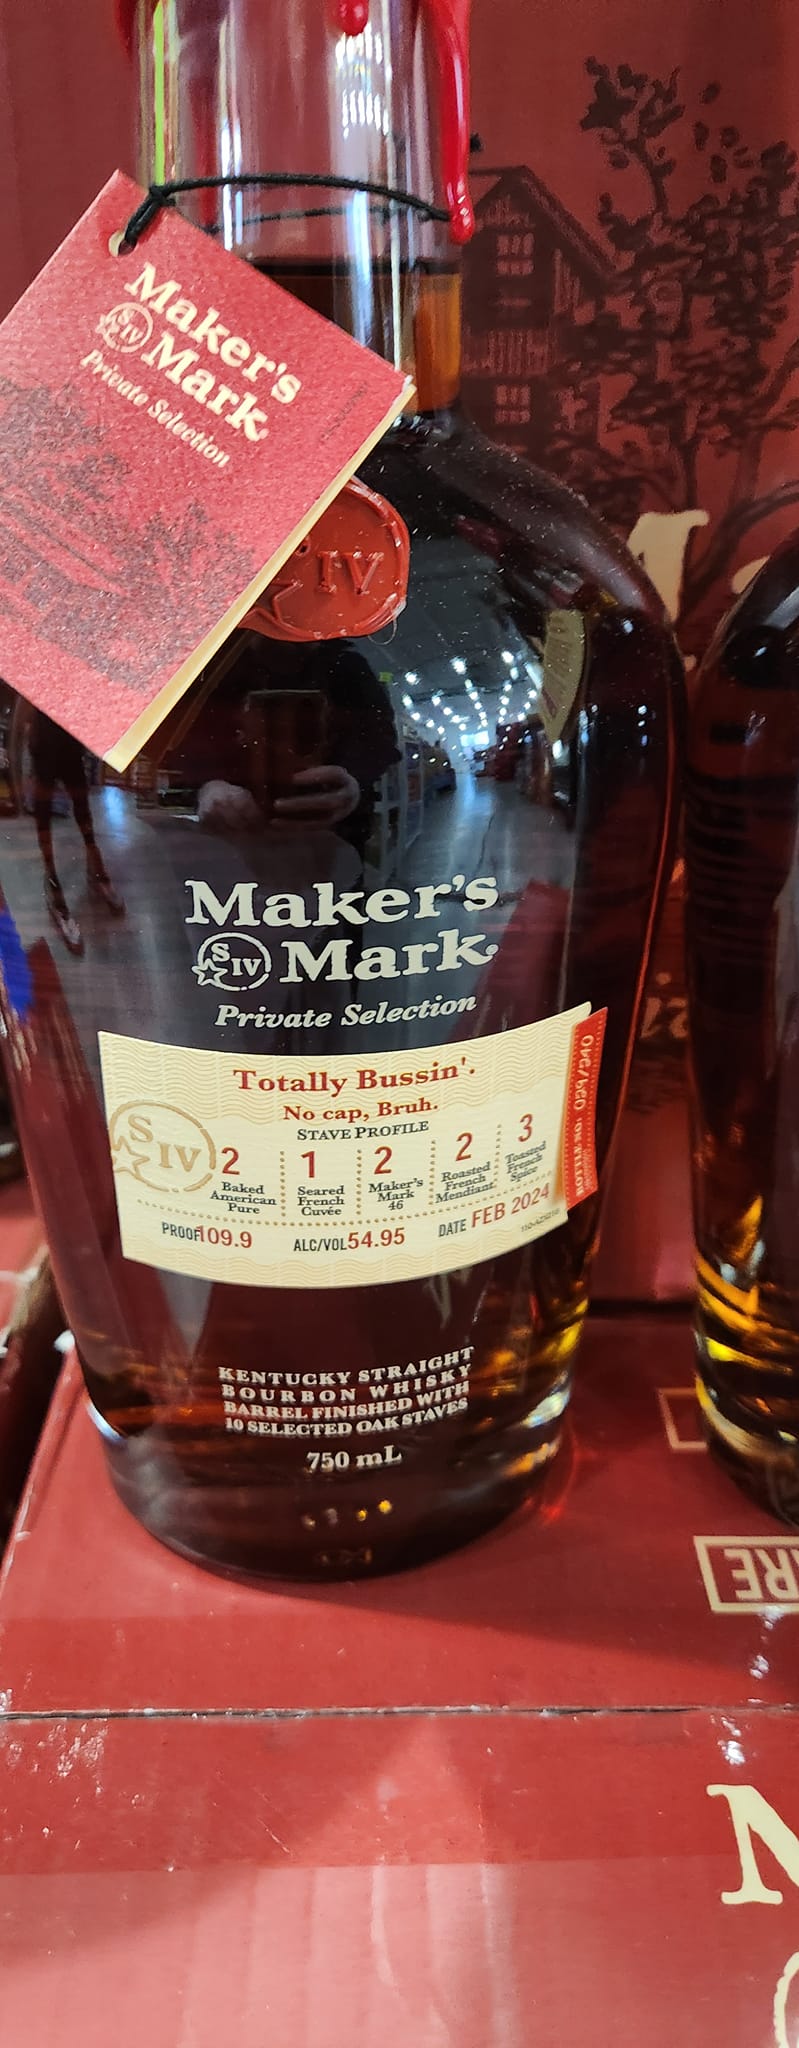 Maker's
S IV Mark
Private Selection
IV
Maker's
S IV Mark
Private Selection
Totally Bussin'.
No cap, Bruh.
STAVE PROFILE
S IV
2 Baked American Pure
1 Seared French Cuvée
2 Maker's Mark 46
2 Roasted French Mendiant
3 Toasted French Spice
PROOF 109.9
ALC/VOL 54.95
DATE FEB 2024
KENTUCKY STRAIGHT
BOURBON WHISKY
BARREL FINISHED WITH
10 SELECTED OAK STAVES
750 mL